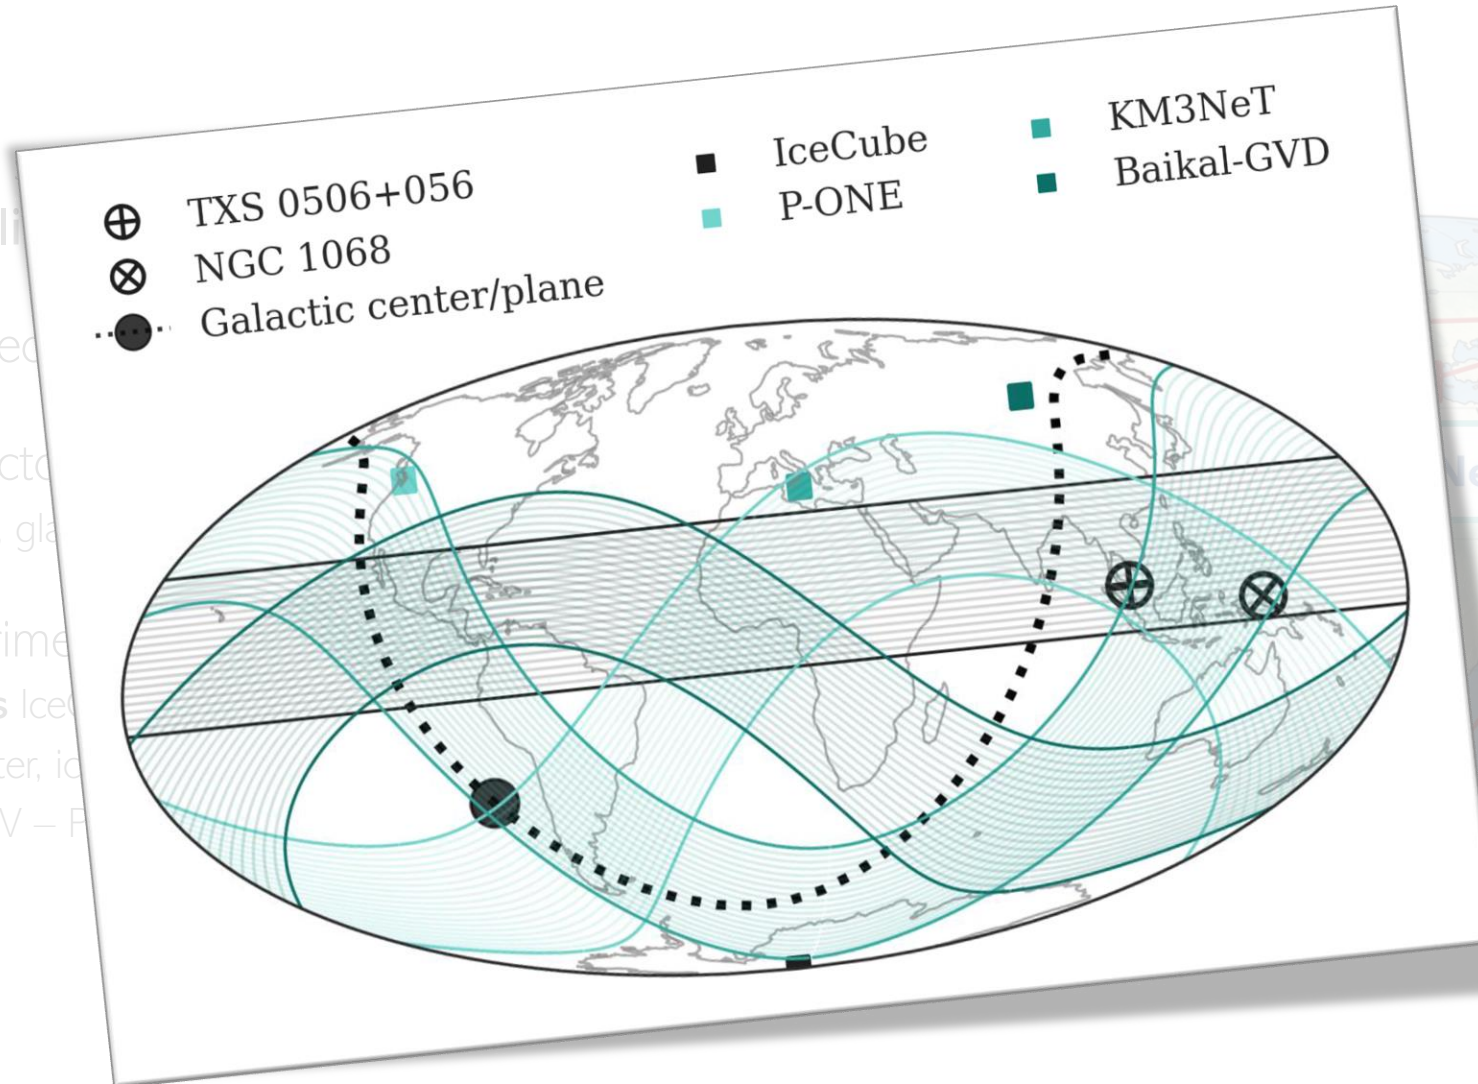 TXS 0506+056
NGC 1068
Galactic center/plane
IceCube
P-ONE
KM3NeT
Baikal-GVD